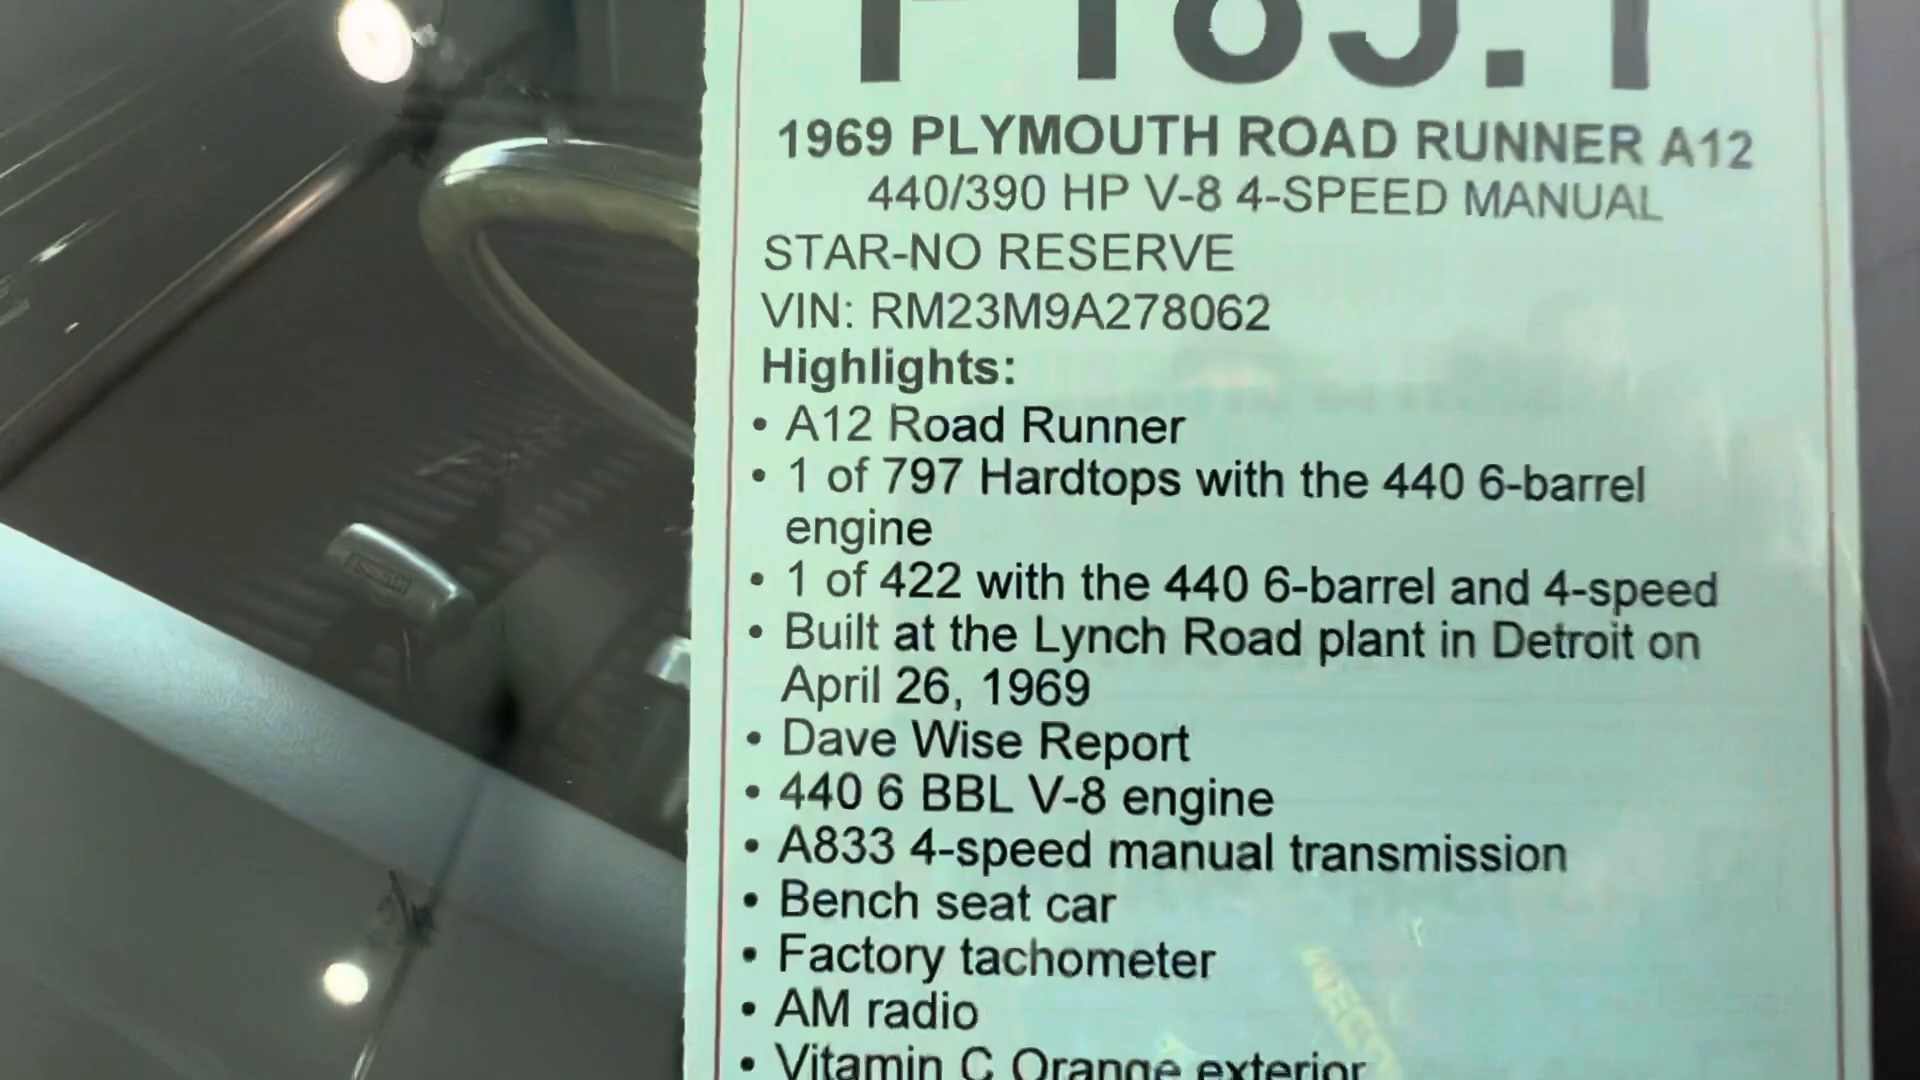 F183.1
1969 PLYMOUTH ROAD RUNNER A12
440/390 HP V-8 4-SPEED MANUAL
STAR-NO RESERVE
VIN: RM23M9A278062
Highlights:
• A12 Road Runner
• 1 of 797 Hardtops with the 440 6-barrel
engine
• 1 of 422 with the 440 6-barrel and 4-speed
• Built at the Lynch Road plant in Detroit on
April 26, 1969
• Dave Wise Report
• 440 6 BBL V-8 engine
• A833 4-speed manual transmission
• Bench seat car
• Factory tachometer
• AM radio
• Vitamin C Orange exterior